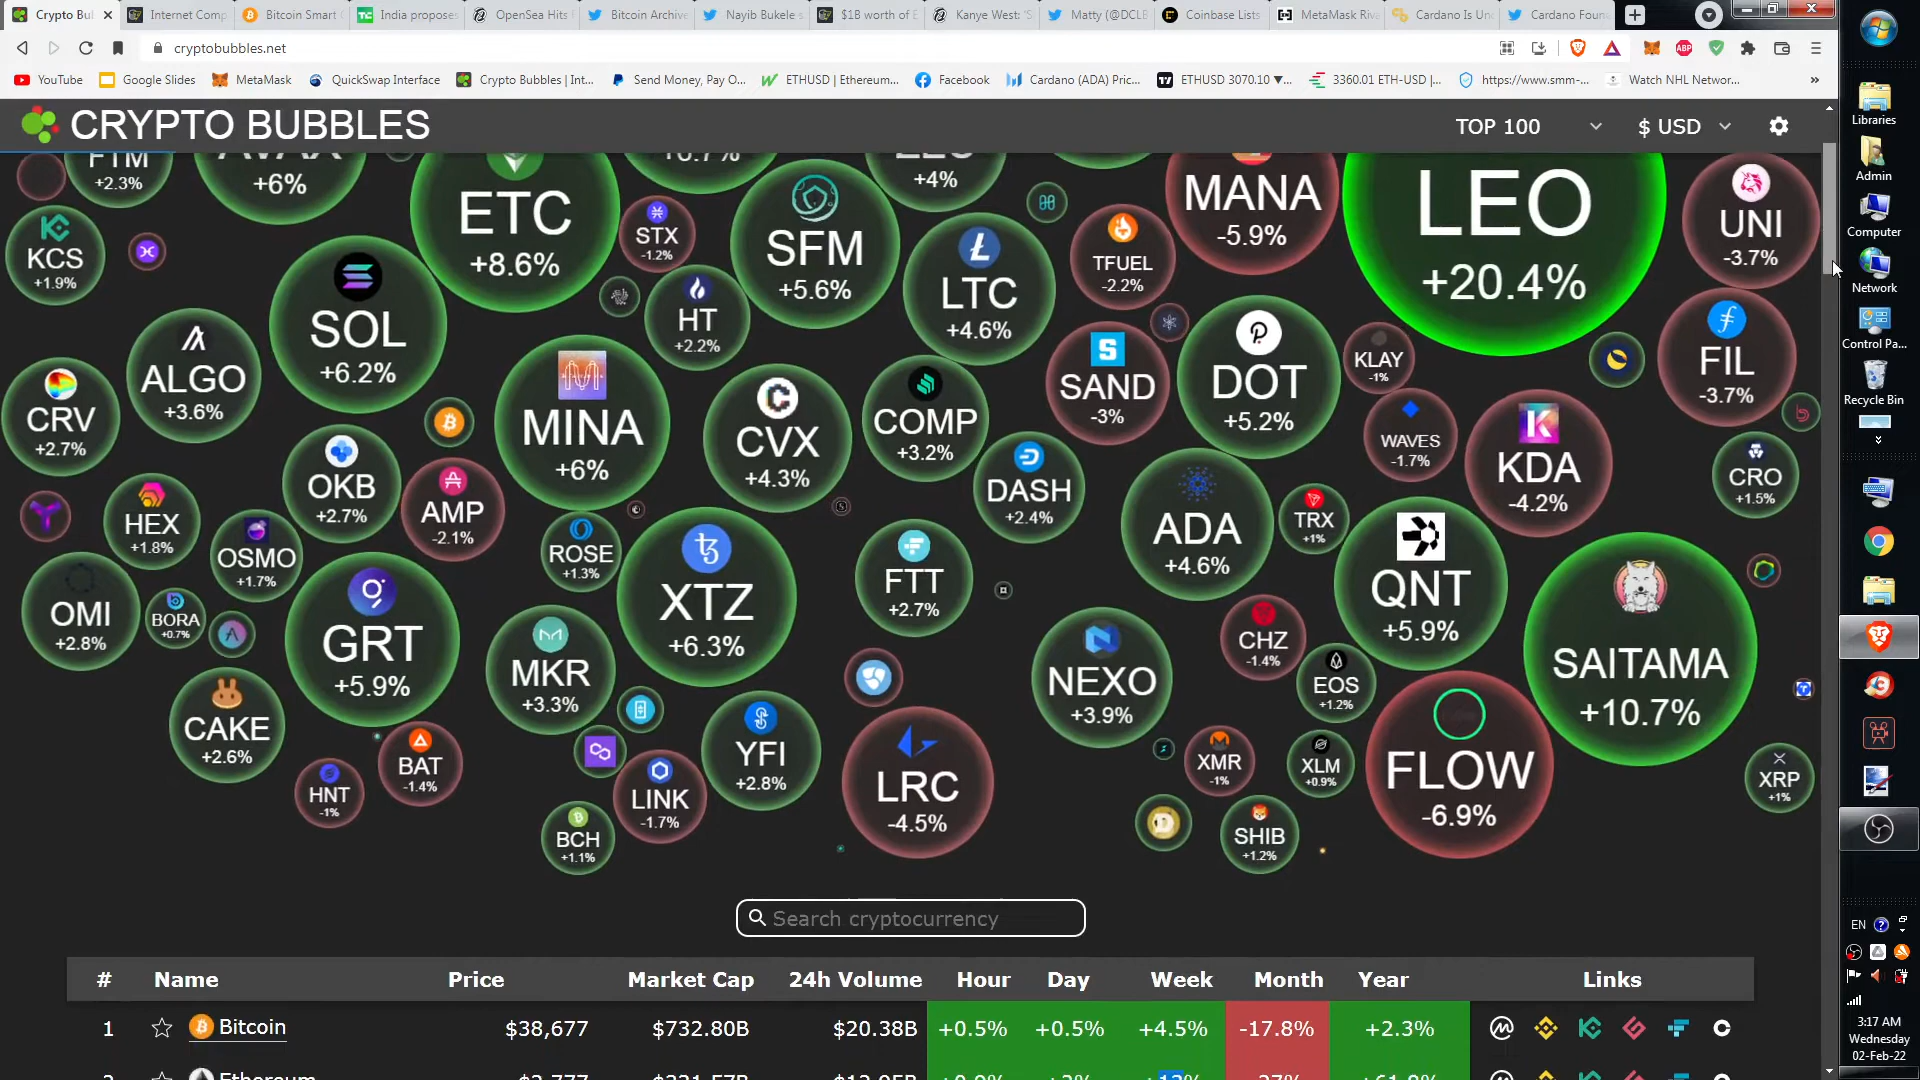 Crypto Bul
Internet Comp
Bitcoin Smart C
India proposes
OpenSea Hits
Bitcoin Archive
Nayib Bukele s
$1B worth of E
Kanye West: 'S
Matty (@DCLB
Coinbase Lists
MetaMask Riva
Cardano Is Und
Cardano Found
cryptobubbles.net
YouTube
Google Slides
MetaMask
QuickSwap Interface
Crypto Bubbles | Int...
Send Money, Pay O...
ETHUSD | Ethereum...
Facebook
Cardano (ADA) Pric...
ETHUSD 3070.10 ▼...
3360.01 ETH-USD |...
https://www.smm-...
Watch NHL Networ...
»
CRYPTO BUBBLES
TOP 100
$ USD
FTM
+2.3%
AVAX
+6%
ETC
+8.6%
STX
-1.2%
SFM
+5.6%
+4%
LTC
+4.6%
TFUEL
-2.2%
MANA
-5.9%
LEO
+20.4%
UNI
-3.7%
KCS
+1.9%
SOL
+6.2%
HT
+2.2%
ALGO
+3.6%
CRV
+2.7%
MINA
+6%
CVX
+4.3%
COMP
+3.2%
SAND
-3%
DOT
+5.2%
KLAY
-1%
FIL
-3.7%
WAVES
-1.7%
KDA
-4.2%
CRO
+1.5%
OKB
+2.7%
AMP
-2.1%
DASH
+2.4%
HEX
+1.8%
OSMO
+1.7%
ROSE
+1.3%
XTZ
+6.3%
FTT
+2.7%
ADA
+4.6%
TRX
+1%
QNT
+5.9%
SAITAMA
+10.7%
OMI
+2.8%
BORA
+0.7%
GRT
+5.9%
MKR
+3.3%
NEXO
+3.9%
CHZ
-1.4%
EOS
+1.2%
CAKE
+2.6%
BAT
-1.4%
HNT
-1%
YFI
+2.8%
LINK
-1.7%
BCH
+1.1%
LRC
-4.5%
XMR
-1%
XLM
+0.9%
SHIB
+1.2%
FLOW
-6.9%
XRP
+1%
Search cryptocurrency
# Name Price Market Cap 24h Volume Hour Day Week Month Year Links
1 Bitcoin $38,677 $732.80B $20.38B +0.5% +0.5% +4.5% -17.8% +2.3%
Libraries
Admin
Computer
Network
Control Pa...
Recycle Bin
EN
3:17 AM
Wednesday
02-Feb-22